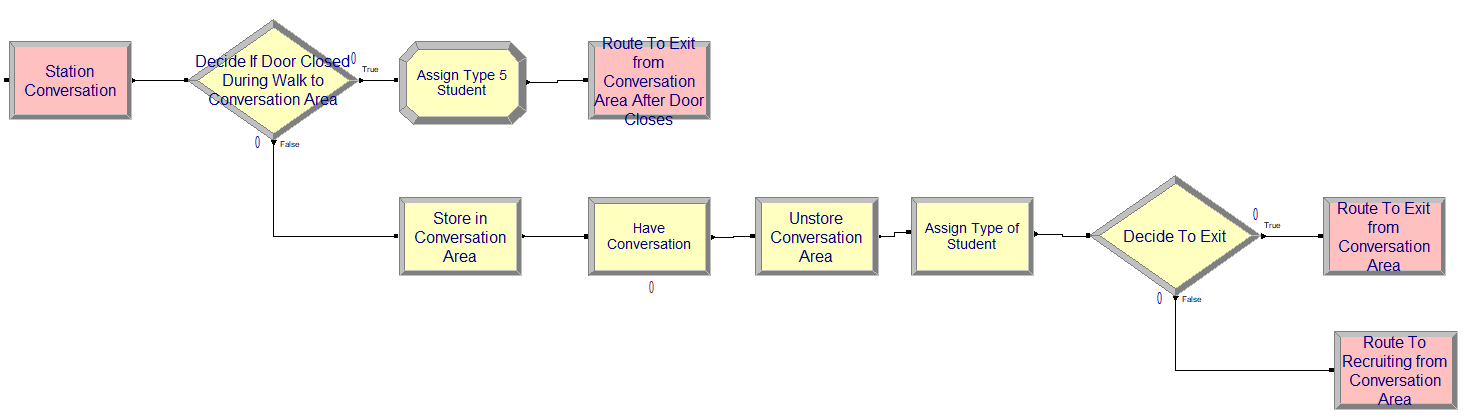 Station
Conversation
Decide If Door Closed
During Walk to
Conversation Area
0
True
0
False
Assign Type 5
Student
Route To Exit
from
Conversation
Area After Door
Closes
Store in
Conversation
Area
Have
Conversation
0
Unstore
Conversation
Area
Assign Type of
Student
Decide To Exit
0
True
0
False
Route To Exit
from
Conversation
Area
Route To
Recruiting from
Conversation
Area